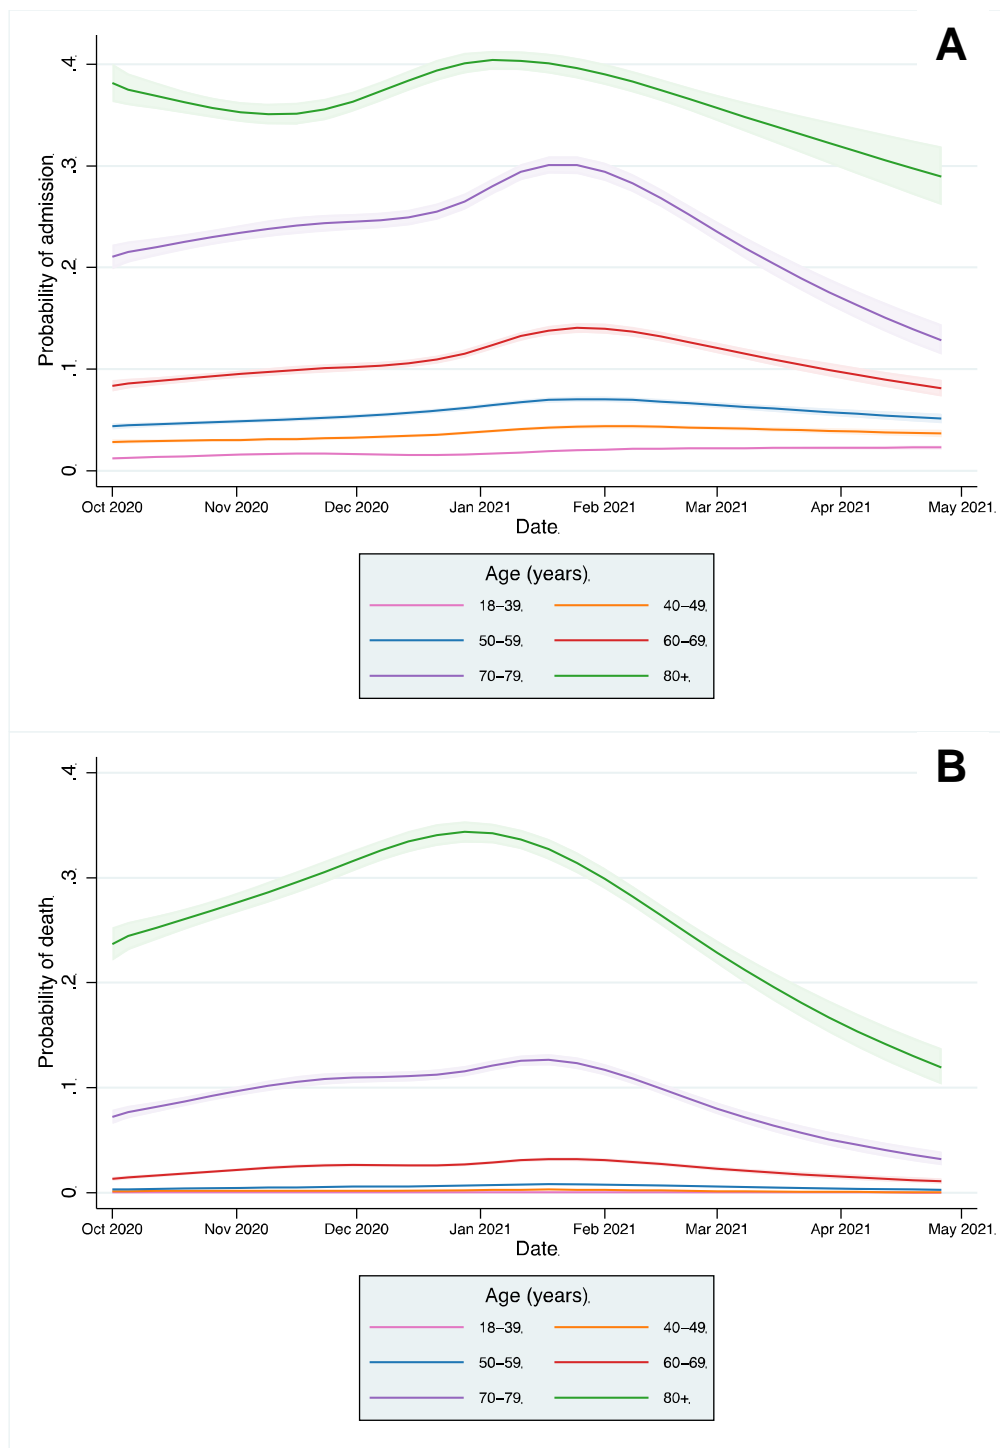 A
.4
.3
.2
.1
0
Probability of admission
Oct 2020 Nov 2020 Dec 2020 Jan 2021 Feb 2021 Mar 2021 Apr 2021 May 2021
Date
Age (years)
18–39 40–49
50–59 60–69
70–79 80+
B
.4
.3
.2
.1
0
Probability of death
Oct 2020 Nov 2020 Dec 2020 Jan 2021 Feb 2021 Mar 2021 Apr 2021 May 2021
Date
Age (years)
18–39 40–49
50–59 60–69
70–79 80+